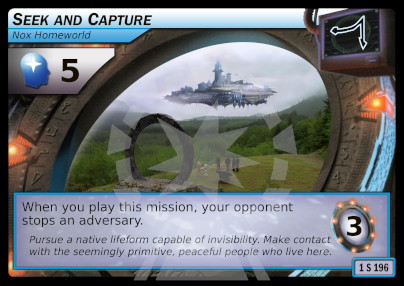 SEEK AND CAPTURE
Nox Homeworld
5
When you play this mission, your opponent
stops an adversary.
3
Pursue a native lifeform capable of invisibility. Make contact
with the seemingly primitive, peaceful people who live here.
1 S 196